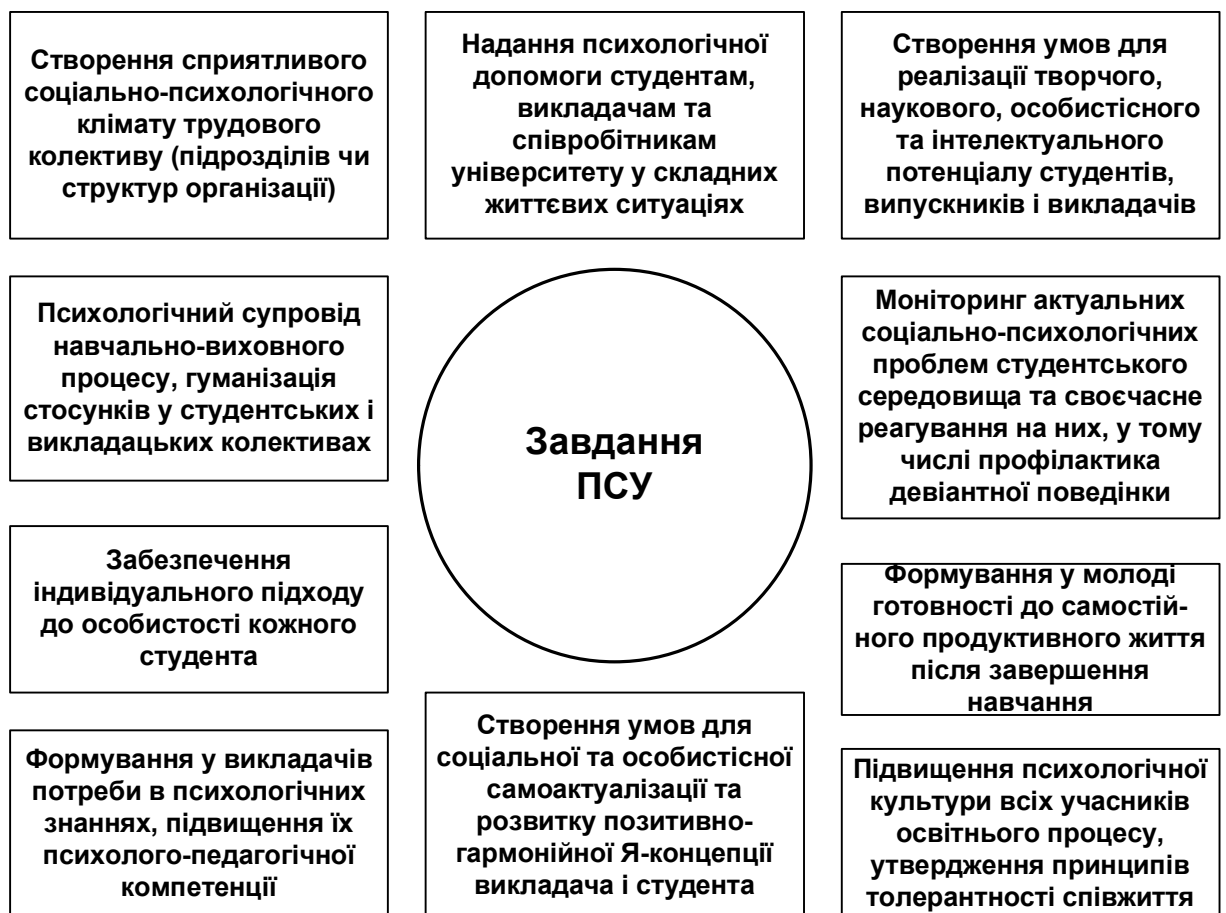 Створення сприятливого
соціально-психологічного
клімату трудового
колективу (підрозділів чи
структур організації)
Надання психологічної
допомоги студентам,
викладачам та
співробітникам
університету у складних
життєвих ситуаціях
Створення умов для
реалізації творчого,
наукового, особистісного
та інтелектуального
потенціалу студентів,
випускників і викладачів
Психологічний супровід
навчально-виховного
процесу, гуманізація
стосунків у студентських і
викладацьких колективах
Завдання
ПСУ
Моніторинг актуальних
соціально-психологічних
проблем студентського
середовища та своєчасне
реагування на них, у тому
числі профілактика
девіантної поведінки
Забезпечення
індивідуального підходу
до особистості кожного
студента
Формування у молоді
готовності до самостій-
ного продуктивного життя
після завершення
навчання
Формування у викладачів
потреби в психологічних
знаннях, підвищення їх
психолого-педагогічної
компетенції
Створення умов для
соціальної та особистісної
самоактуалізації та
розвитку позитивно-
гармонійної Я-концепції
викладача і студента
Підвищення психологічної
культури всіх учасників
освітнього процесу,
утвердження принципів
толерантності співжиття